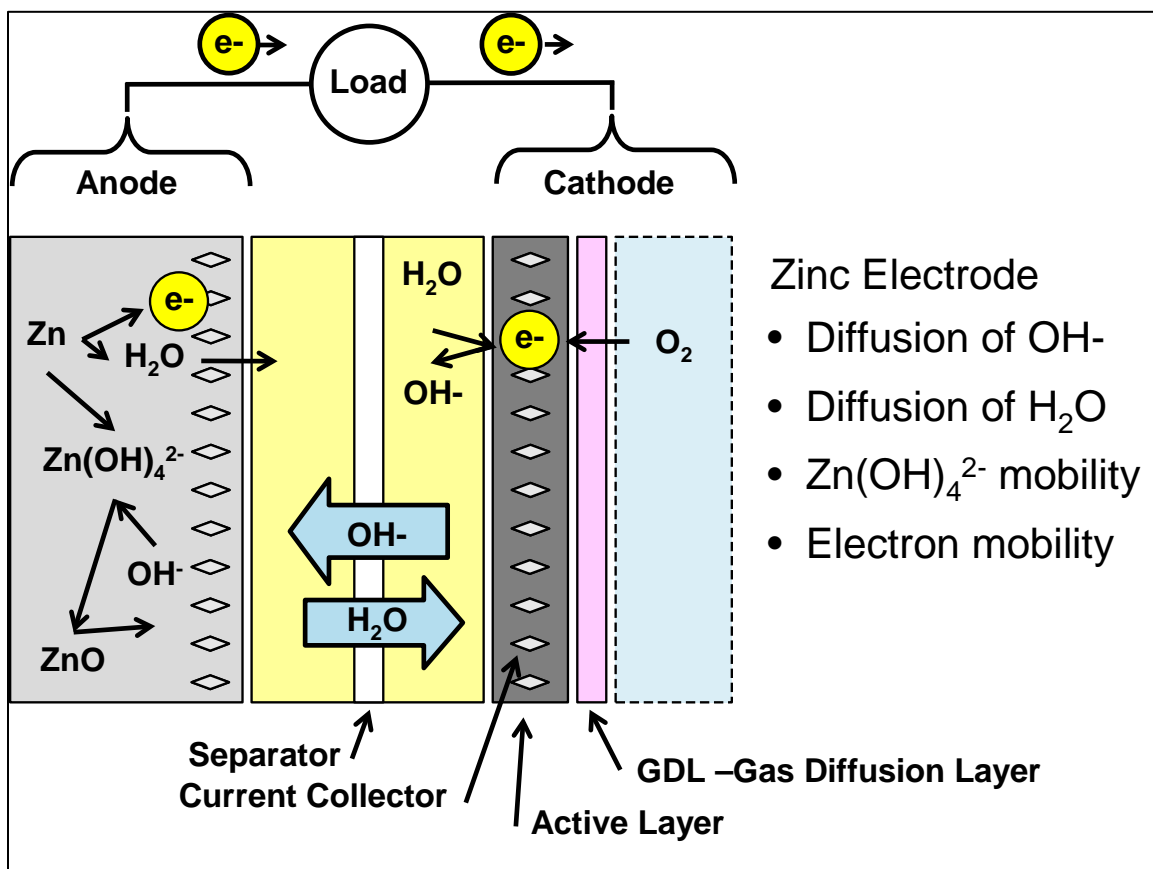 e-
Load
e-
Anode
Cathode
Zn
e-
H₂O
Zn(OH)₄²⁻
OH⁻
ZnO
H₂O
OH-
e-
O₂
OH-
H₂O
Separator
Current Collector
Active Layer
GDL –Gas Diffusion Layer
Zinc Electrode
• Diffusion of OH-
• Diffusion of H₂O
• Zn(OH)₄²⁻ mobility
• Electron mobility